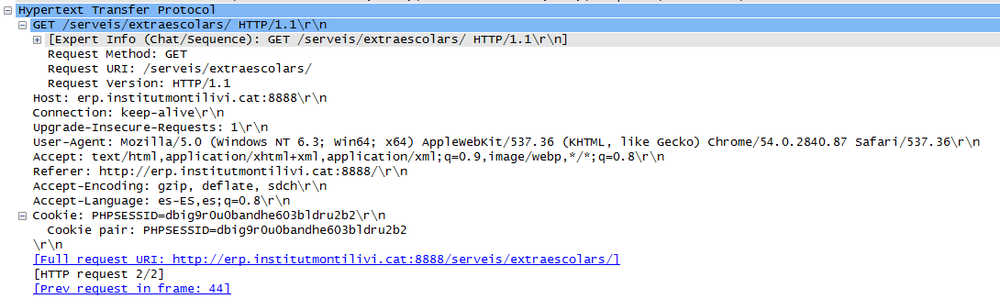 Hypertext Transfer Protocol
GET /serveis/extraescolars/ HTTP/1.1\r\n
[Expert Info (Chat/Sequence): GET /serveis/extraescolars/ HTTP/1.1\r\n]
Request Method: GET
Request URI: /serveis/extraescolars/
Request Version: HTTP/1.1
Host: erp.institutmontilivi.cat:8888\r\n
Connection: keep-alive\r\n
Upgrade-Insecure-Requests: 1\r\n
User-Agent: Mozilla/5.0 (Windows NT 6.3; Win64; x64) AppleWebKit/537.36 (KHTML, like Gecko) Chrome/54.0.2840.87 Safari/537.36\r\n
Accept: text/html,application/xhtml+xml,application/xml;q=0.9,image/webp,*/*;q=0.8\r\n
Referer: http://erp.institutmontilivi.cat:8888/\r\n
Accept-Encoding: gzip, deflate, sdch\r\n
Accept-Language: es-ES,es;q=0.8\r\n
Cookie: PHPSESSID=dbig9r0u0bandhe603bldru2b2\r\n
Cookie pair: PHPSESSID=dbig9r0u0bandhe603bldru2b2
\r\n
[Full request URI: http://erp.institutmontilivi.cat:8888/serveis/extraescolars/]
[HTTP request 2/2]
[Prev request in frame: 44]